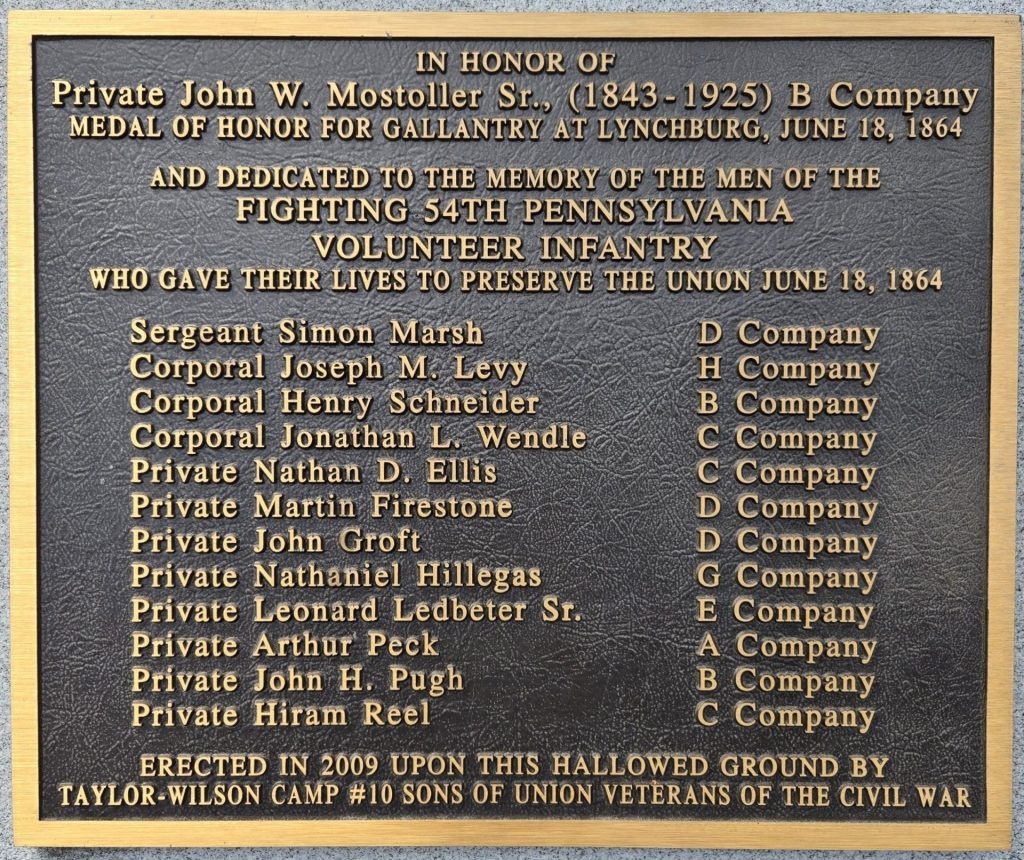 IN HONOR OF
Private John W. Mostoller Sr., (1843-1925) B Company
MEDAL OF HONOR FOR GALLANTRY AT LYNCHBURG, JUNE 18, 1864
AND DEDICATED TO THE MEMORY OF THE MEN OF THE
FIGHTING 54TH PENNSYLVANIA
VOLUNTEER INFANTRY
WHO GAVE THEIR LIVES TO PRESERVE THE UNION JUNE 18, 1864
Sergeant Simon Marsh D Company
Corporal Joseph M. Levy H Company
Corporal Henry Schneider B Company
Corporal Jonathan L. Wendle C Company
Private Nathan D. Ellis C Company
Private Martin Firestone D Company
Private John Groft D Company
Private Nathaniel Hillegas G Company
Private Leonard Ledbeter Sr. E Company
Private Arthur Peck A Company
Private John H. Pugh B Company
Private Hiram Reel C Company
ERECTED IN 2009 UPON THIS HALLOWED GROUND BY
TAYLOR-WILSON CAMP #10 SONS OF UNION VETERANS OF THE CIVIL WAR